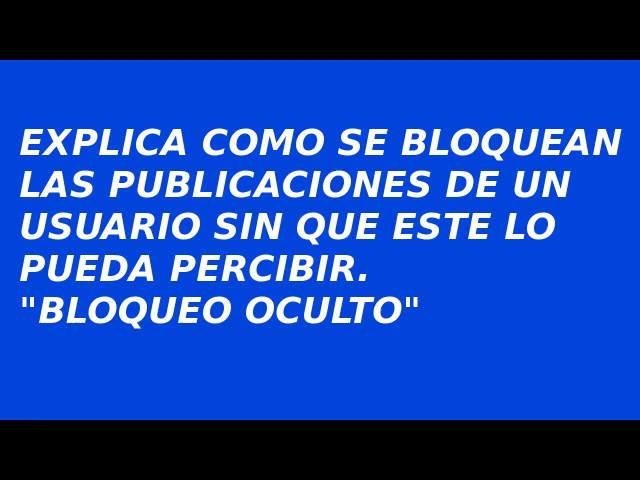 EXPLICA COMO SE BLOQUEAN
LAS PUBLICACIONES DE UN
USUARIO SIN QUE ESTE LO
PUEDA PERCIBIR.
"BLOQUEO OCULTO"